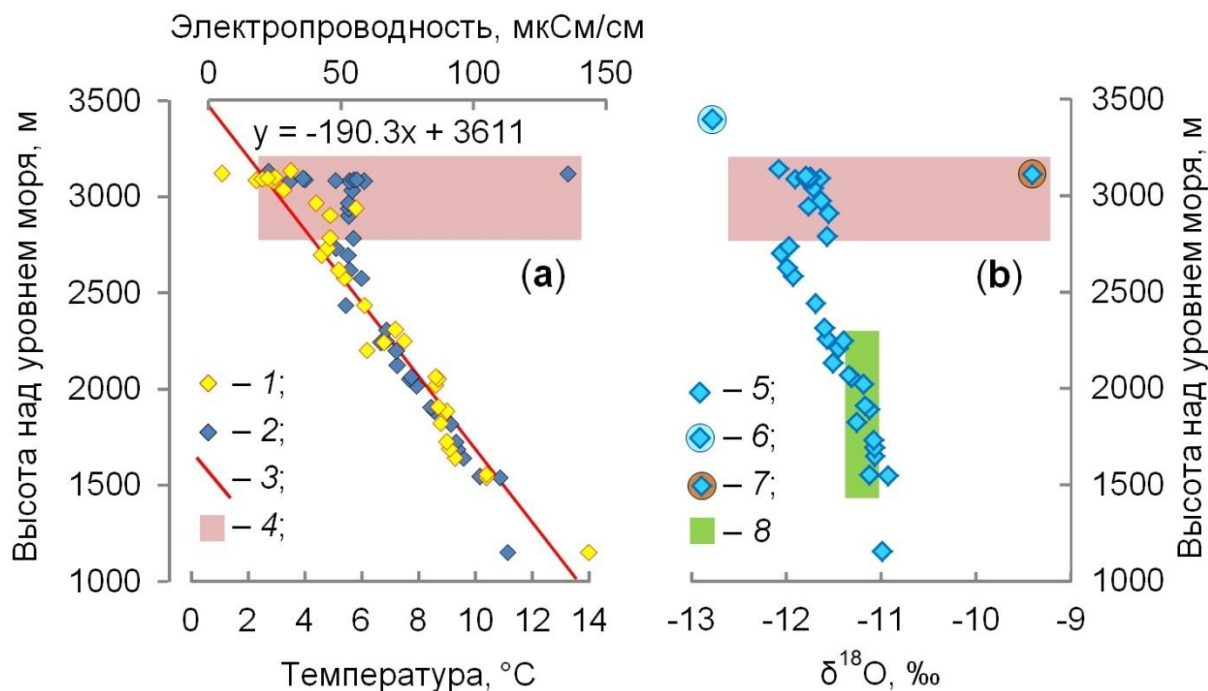 Электропроводность, мкСм/см
0 50 100 150
Высота над уровнем моря, м
3500
3000
2500
2000
1500
1000
y = -190.3x + 3611
(a)
– 1;
– 2;
– 3;
– 4;
0 2 4 6 8 10 12 14
Температура, °C
(b)
– 5;
– 6;
– 7;
– 8
-13 -12 -11 -10 -9
δ¹⁸O, ‰
3500
3000
2500
2000
1500
1000
Высота над уровнем моря, м